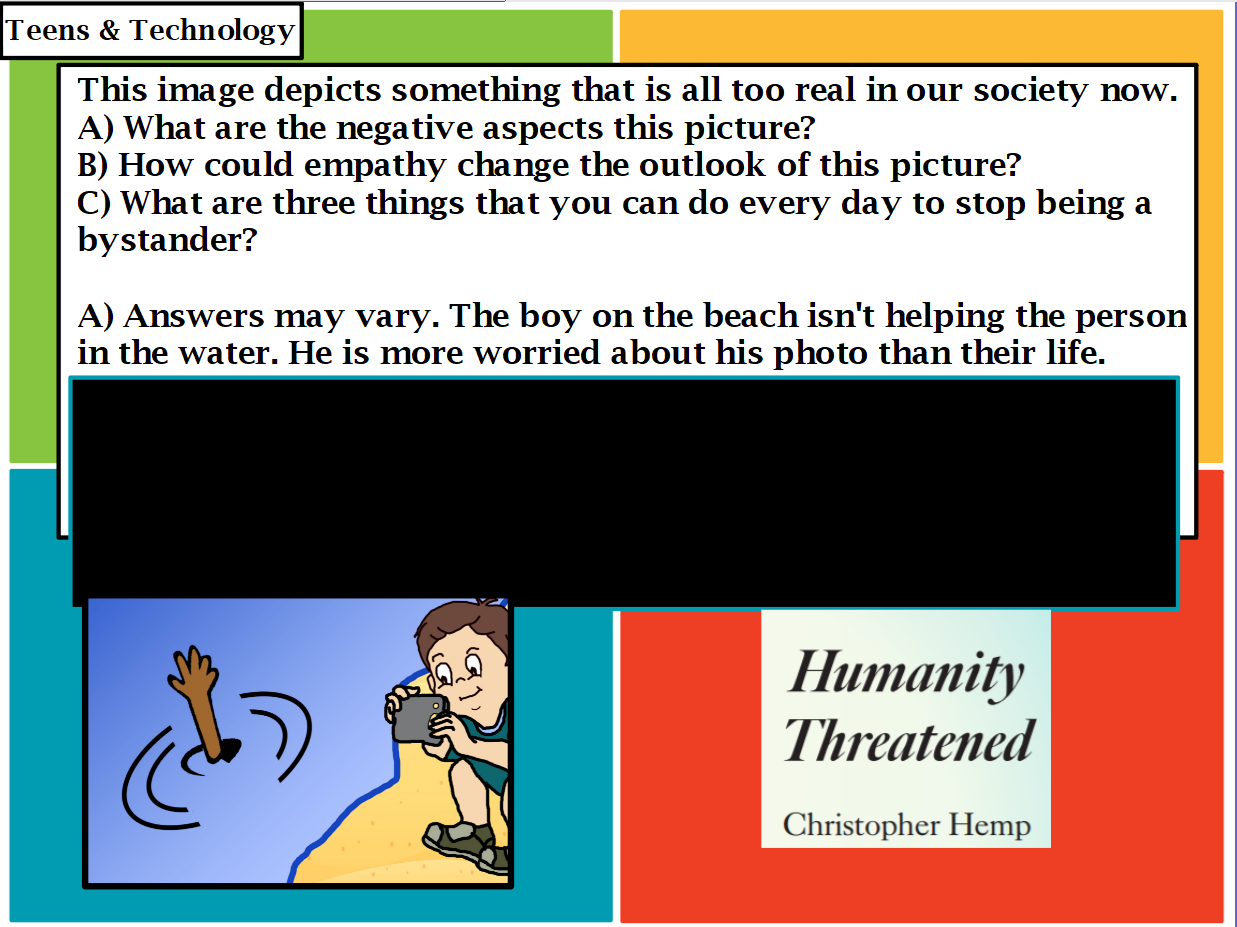 Teens & Technology
This image depicts something that is all too real in our society now.
A) What are the negative aspects this picture?
B) How could empathy change the outlook of this picture?
C) What are three things that you can do every day to stop being a
bystander?
A) Answers may vary. The boy on the beach isn't helping the person
in the water. He is more worried about his photo than their life.
Humanity
Threatened
Christopher Hemp